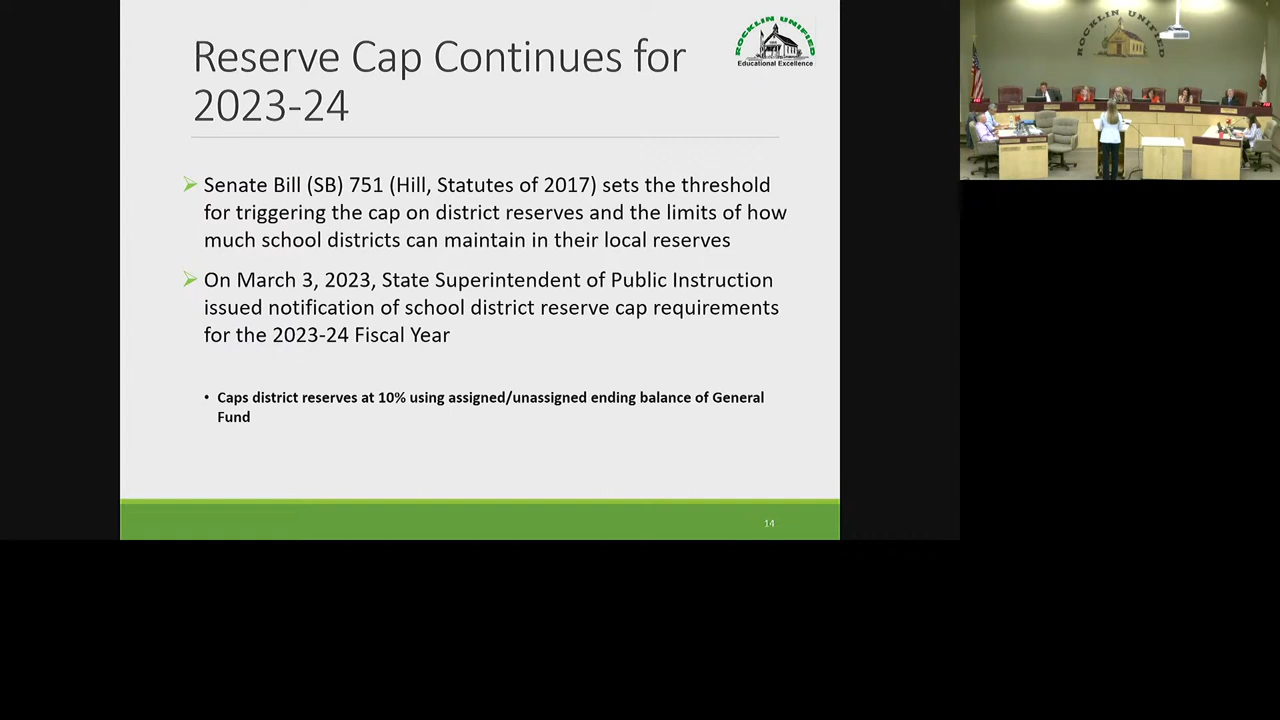 Reserve Cap Continues for
2023-24
ROCKLIN UNIFIED
Educational Excellence
Senate Bill (SB) 751 (Hill, Statutes of 2017) sets the threshold
for triggering the cap on district reserves and the limits of how
much school districts can maintain in their local reserves
On March 3, 2023, State Superintendent of Public Instruction
issued notification of school district reserve cap requirements
for the 2023-24 Fiscal Year
• Caps district reserves at 10% using assigned/unassigned ending balance of General
Fund
14
ROCKLIN UNIFIED